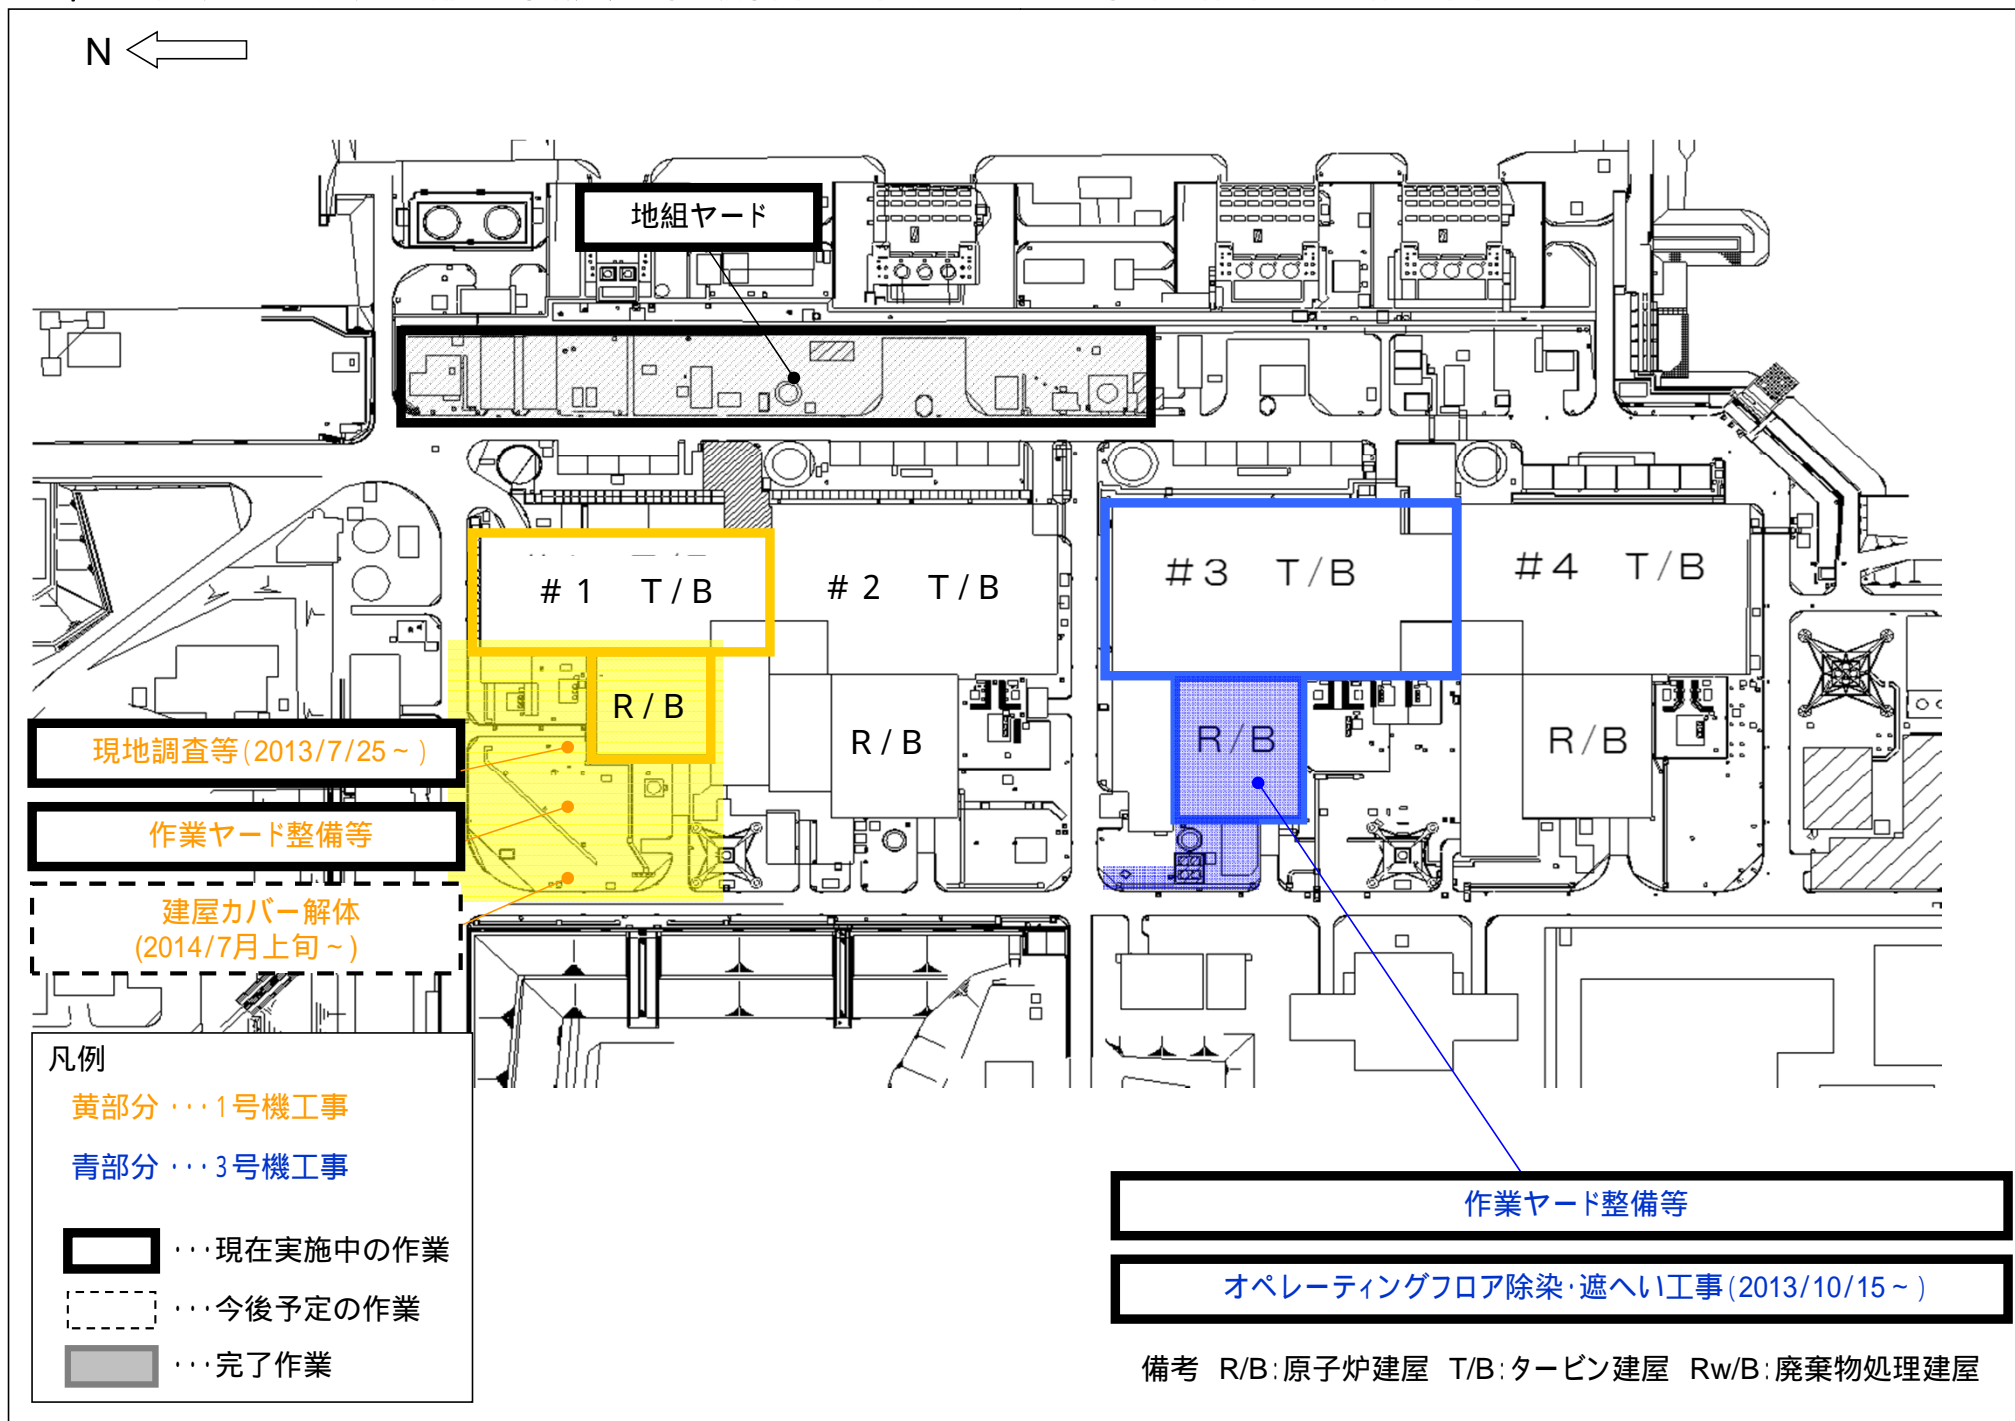 N
地組ヤード
#1 T/B
#2 T/B
#3 T/B
#4 T/B
R/B
R/B
R/B
R/B
現地調査等(2013/7/25～)
作業ヤード整備等
建屋カバー解体
(2014/7月上旬～)
凡例
黄部分・・・1号機工事
青部分・・・3号機工事
・・・現在実施中の作業
・・・今後予定の作業
・・・完了作業
作業ヤード整備等
オペレーティングフロア除染・遮へい工事(2013/10/15～)
備考 R/B:原子炉建屋 T/B:タービン建屋 Rw/B:廃棄物処理建屋